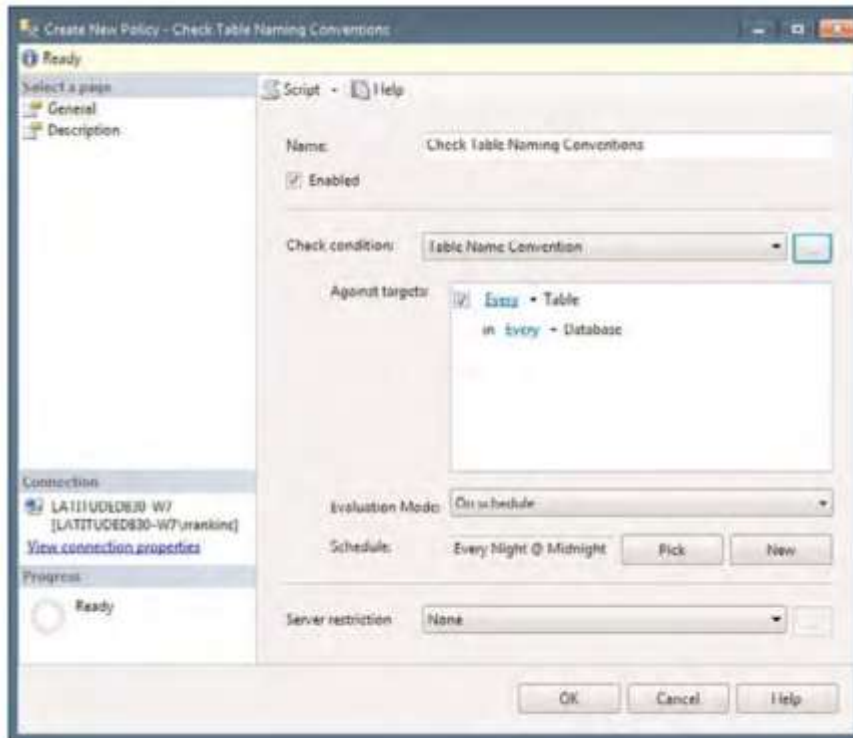 Create New Policy - Check Table Naming Conventions
Ready
Select a page
General
Description
Script Help
Name: Check Table Naming Conventions
Enabled
Check condition: Table Name Convention ...
Against targets: Every Table
in Every Database
Evaluation Mode: On schedule
Schedule: Every Night @ Midnight Pick New
Server restriction None ...
Connection
LATITUDED830-W7
[LATITUDED830-W7\rrankinc]
View connection properties
Progress
Ready
OK Cancel Help